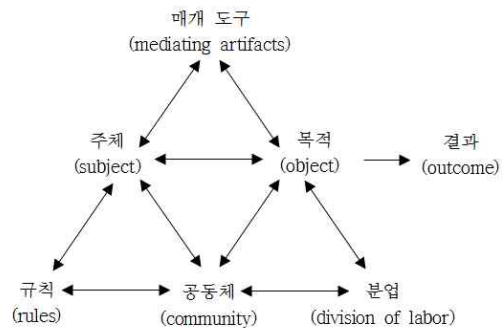 매개 도구
(mediating artifacts)
주체 목적 결과
(subject) (object) (outcome)
규칙 공동체 분업
(rules) (community) (division of labor)